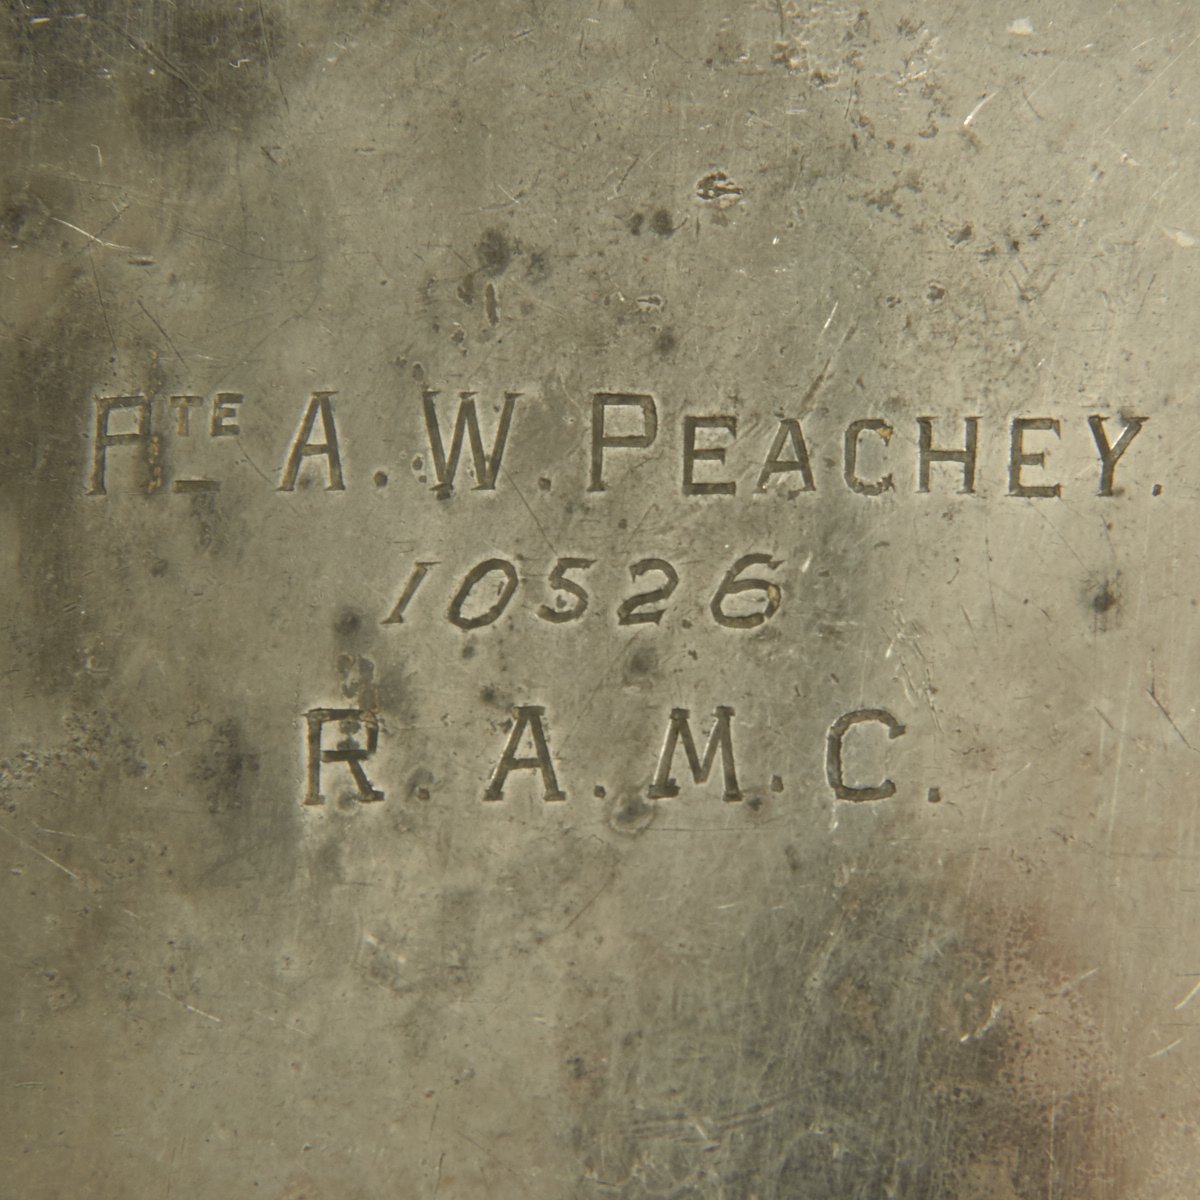 Pte A. W. PEACHEY.
10526
R. A. M. C.